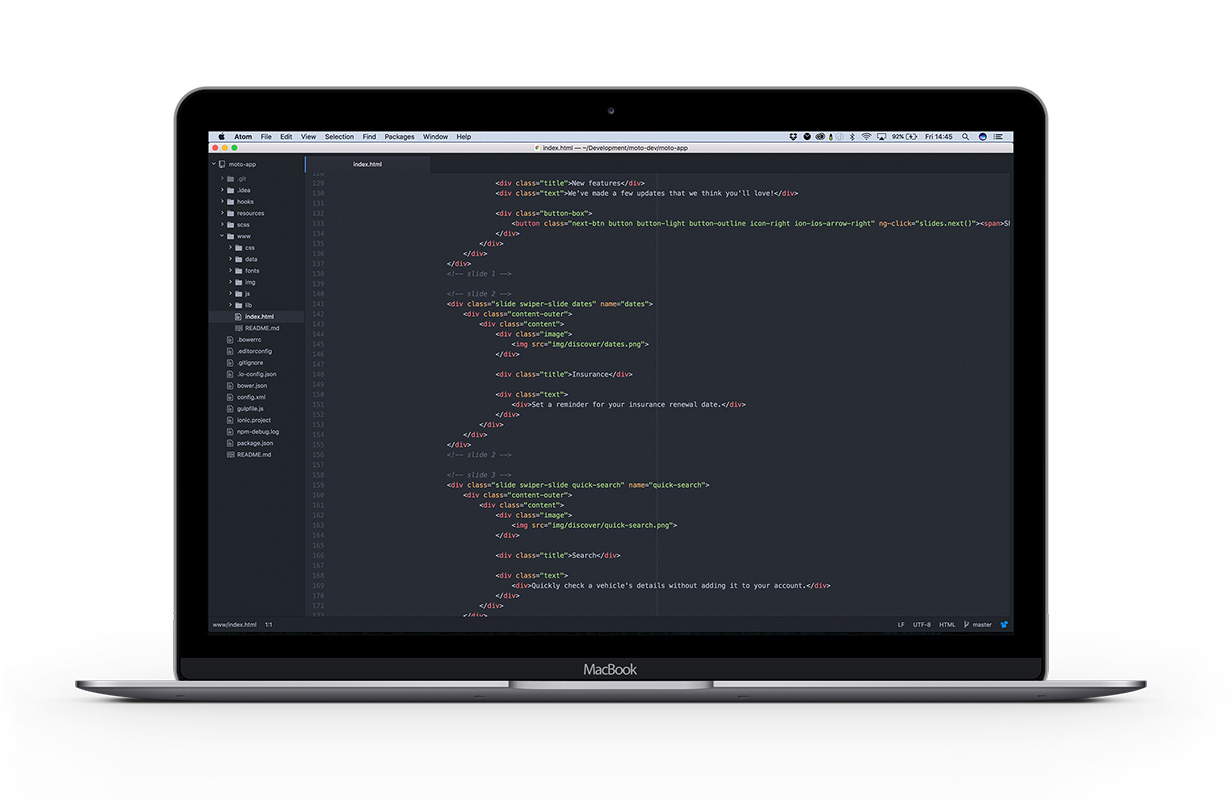 Atom File Edit View Selection Find Packages Window Help 92% Fri 14:45
index.html — ~/Development/moto-dev/moto-app
moto-app
.git
.idea
hooks
resources
scss
www
css
data
fonts
img
js
lib
index.html
README.md
.bowerrc
.editorconfig
.gitignore
.io-config.json
bower.json
config.xml
gulpfile.js
ionic.project
npm-debug.log
package.json
README.md
index.html
129 <div class="title">New features</div>
130 <div class="text">We've made a few updates that we think you'll love!</div>
131
132 <div class="button-box">
133 <button class="next-btn button button-light button-outline icon-right ion-ios-arrow-right" ng-click="slides.next()"><span>
134 </div>
135 </div>
136 </div>
137 </div>
138 <!-- slide 1 -->
139
140 <!-- slide 2 -->
141 <div class="slide swiper-slide dates" name="dates">
142 <div class="content-outer">
143 <div class="content">
144 <div class="image">
145 <img src="img/discover/dates.png">
146 </div>
147
148 <div class="title">Insurance</div>
149
150 <div class="text">
151 <div>Set a reminder for your insurance renewal date.</div>
152 </div>
153 </div>
154 </div>
155 </div>
156 <!-- slide 2 -->
157
158 <!-- slide 3 -->
159 <div class="slide swiper-slide quick-search" name="quick-search">
160 <div class="content-outer">
161 <div class="content">
162 <div class="image">
163 <img src="img/discover/quick-search.png">
164 </div>
165
166 <div class="title">Search</div>
167
168 <div class="text">
169 <div>Quickly check a vehicle's details without adding it to your account.</div>
170 </div>
171 </div>
172 </div>
www/index.html 1:1 LF UTF-8 HTML master
MacBook